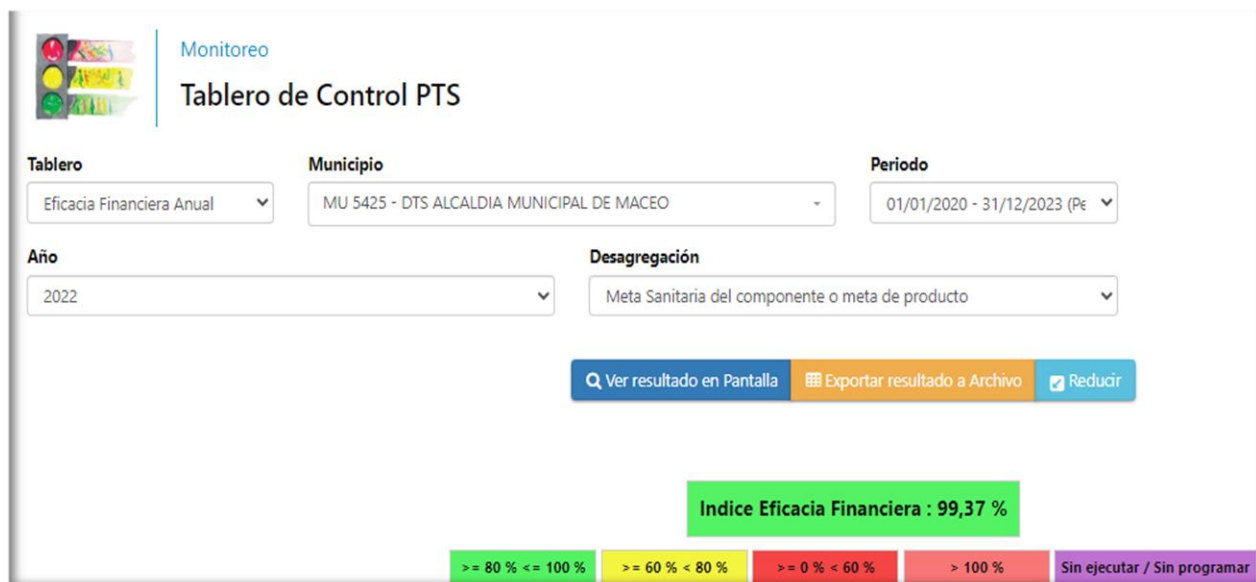 Monitoreo
Tablero de Control PTS
Tablero Municipio Periodo
Eficacia Financiera Anual MU 5425 - DTS ALCALDIA MUNICIPAL DE MACEO 01/01/2020 - 31/12/2023 (Pe
Año Desagregación
2022 Meta Sanitaria del componente o meta de producto
Ver resultado en Pantalla Exportar resultado a Archivo Reducir
Indice Eficacia Financiera : 99,37 %
>= 80 % <= 100 % >= 60 % < 80 % >= 0 % < 60 % > 100 % Sin ejecutar / Sin programar